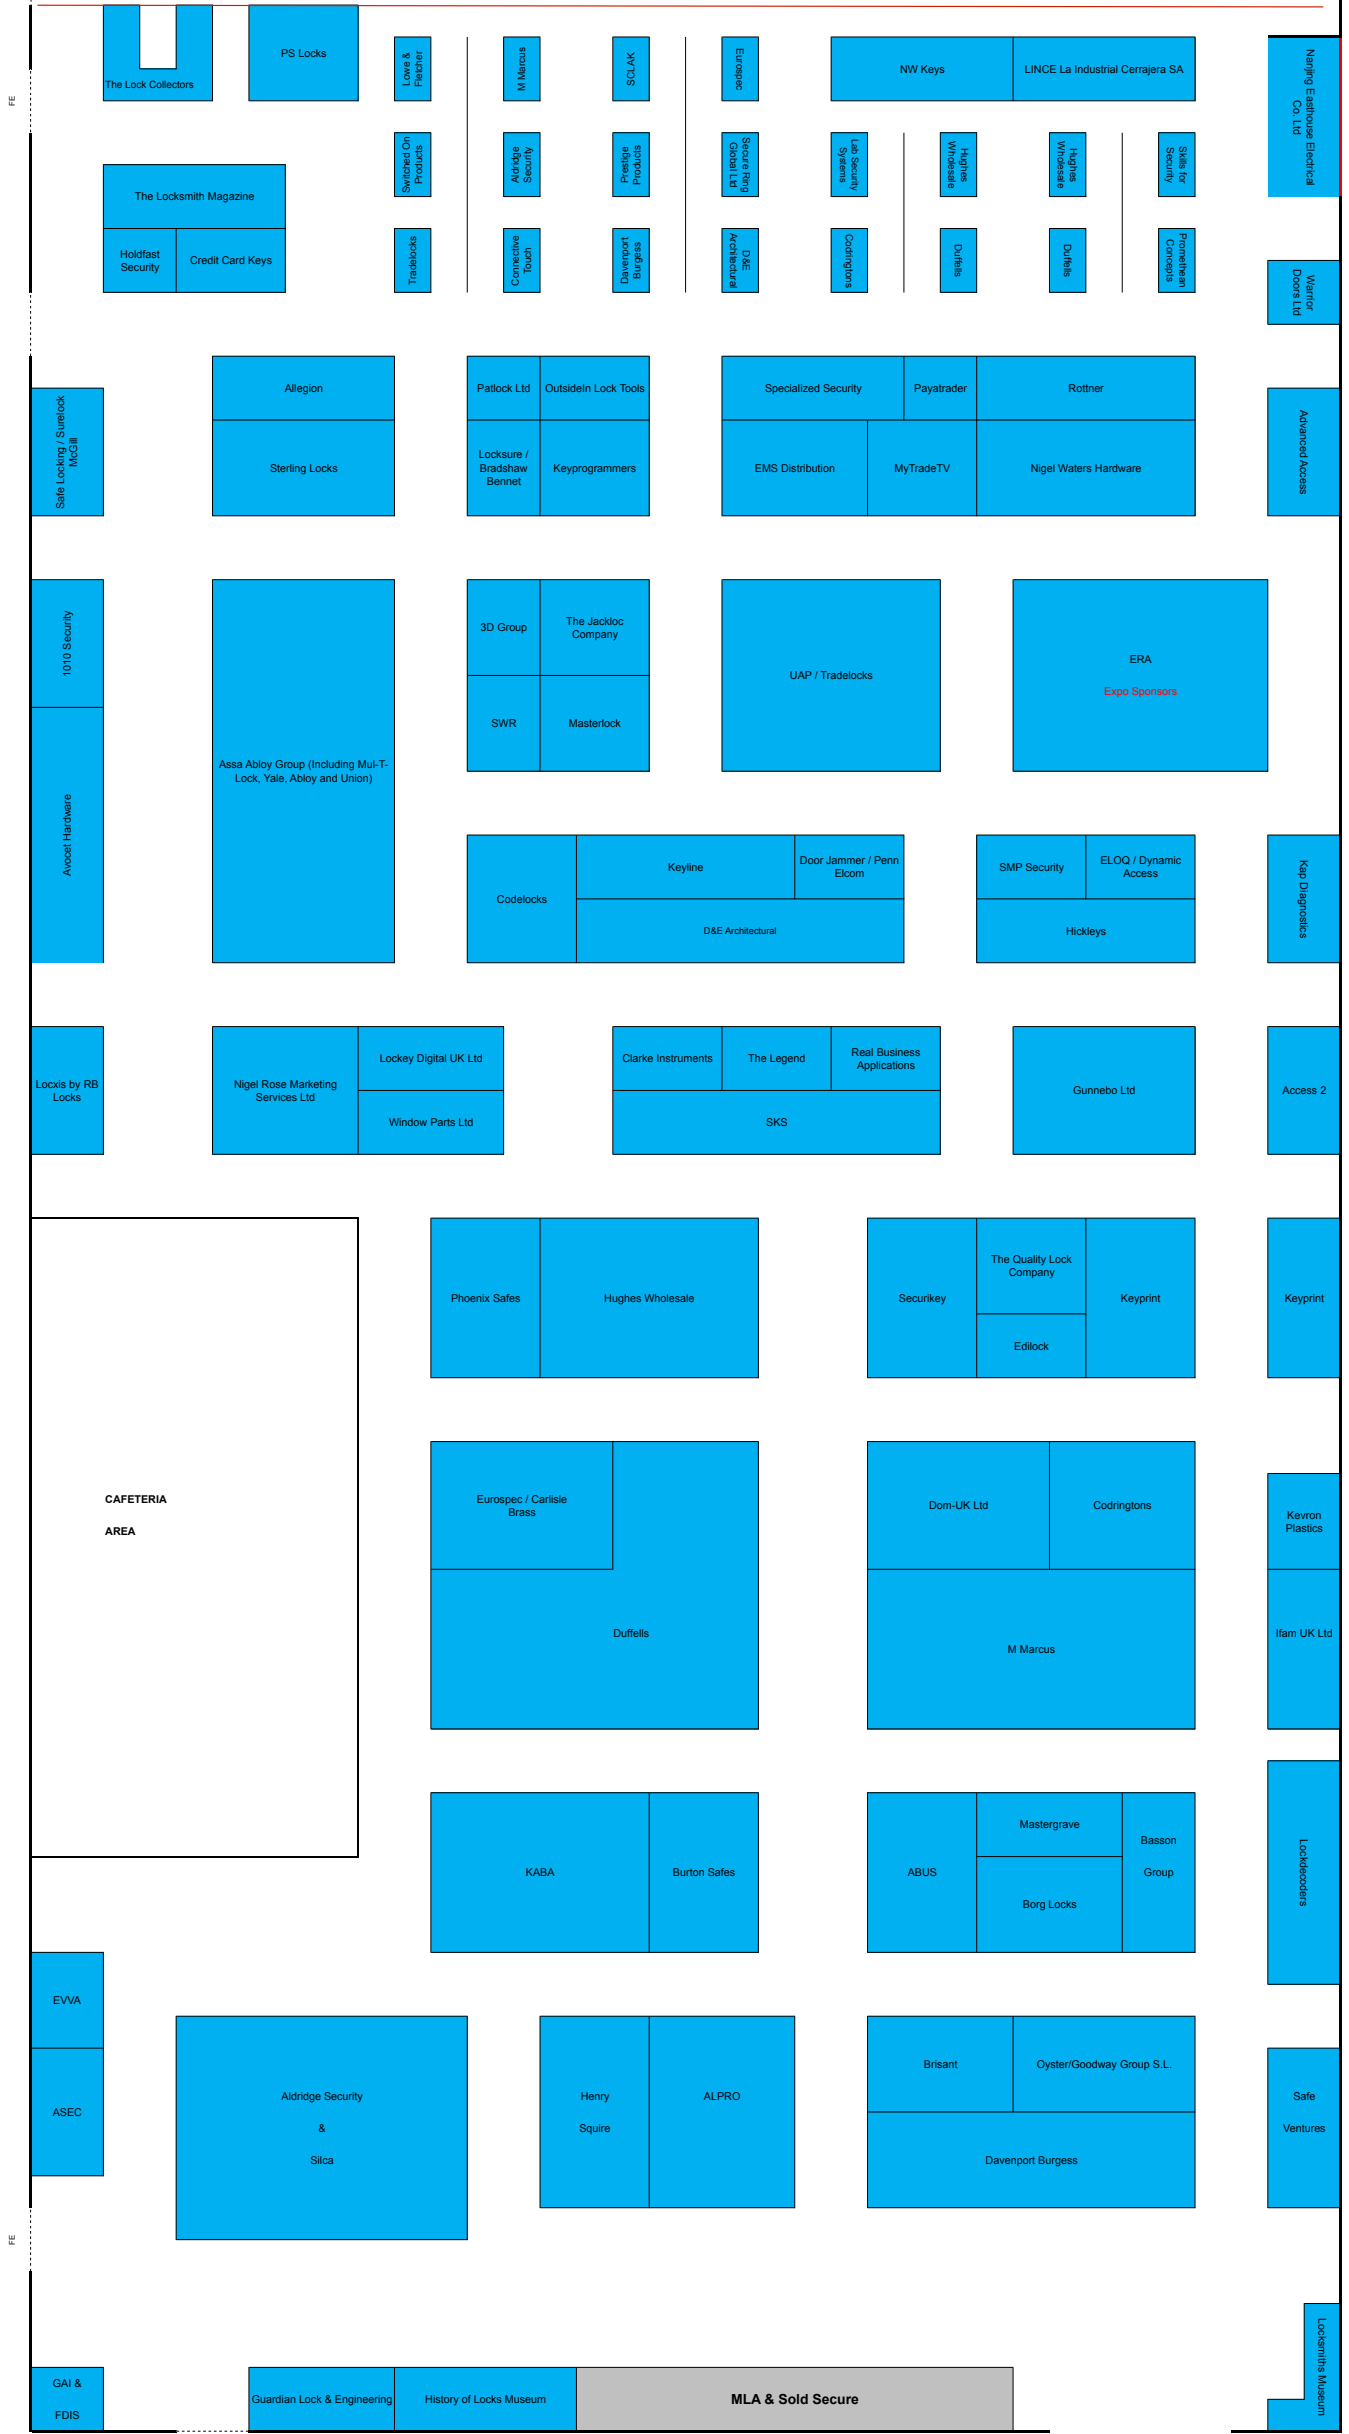 The Lock Collectors
PS Locks
Lowe &
Fletcher
M Marcus
SCLAK
Eurospec
NW Keys
LINCE La Industrial Cerrajera SA
Nanjing Easthouse Electrical
Co. Ltd
FE
Switched On
Products
Aldridge
Security
Prestige
Products
Secure Ring
Global Ltd
Lab Security
Systems
Hughes
Wholesale
Hughes
Wholesale
Skills for
Security
The Locksmith Magazine
Holdfast
Security
Credit Card Keys
Tradelocks
Connective
Touch
Davenport
Burgess
D&E
Architectural
Codringtons
Duffells
Duffells
Promethean
Concepts
Warrior
Doors Ltd
Safe Locking / Surelock
McGill
Allegion
Patlock Ltd
OutsideIn Lock Tools
Specialized Security
Payatrader
Rottner
Advanced Access
Sterling Locks
Locksure /
Bradshaw
Bennet
Keyprogrammers
EMS Distribution
MyTradeTV
Nigel Waters Hardware
1010 Security
3D Group
The Jackloc
Company
UAP / Tradelocks
ERA
Expo Sponsors
SWR
Masterlock
Assa Abloy Group (Including Mul-T-
Lock, Yale, Abloy and Union)
Avocet Hardware
Codelocks
Keyline
Door Jammer / Penn
Elcom
D&E Architectural
SMP Security
ELOQ / Dynamic
Access
Hickleys
Kap Diagnostics
Locxis by RB
Locks
Nigel Rose Marketing
Services Ltd
Lockey Digital UK Ltd
Window Parts Ltd
Clarke Instruments
The Legend
Real Business
Applications
SKS
Gunnebo Ltd
Access 2
Phoenix Safes
Hughes Wholesale
Securikey
The Quality Lock
Company
Edilock
Keyprint
Keyprint
CAFETERIA
AREA
Eurospec / Carlisle
Brass
Duffells
Dom-UK Ltd
Codringtons
M Marcus
Kevron
Plastics
Ifam UK Ltd
KABA
Burton Safes
ABUS
Mastergrave
Borg Locks
Basson
Group
Lockdecoders
EVVA
ASEC
Aldridge Security
&
Silca
Henry
Squire
ALPRO
Brisant
Oyster/Goodway Group S.L.
Davenport Burgess
Safe
Ventures
FE
GAI &
FDIS
Guardian Lock & Engineering
History of Locks Museum
MLA & Sold Secure
Locksmiths Museum